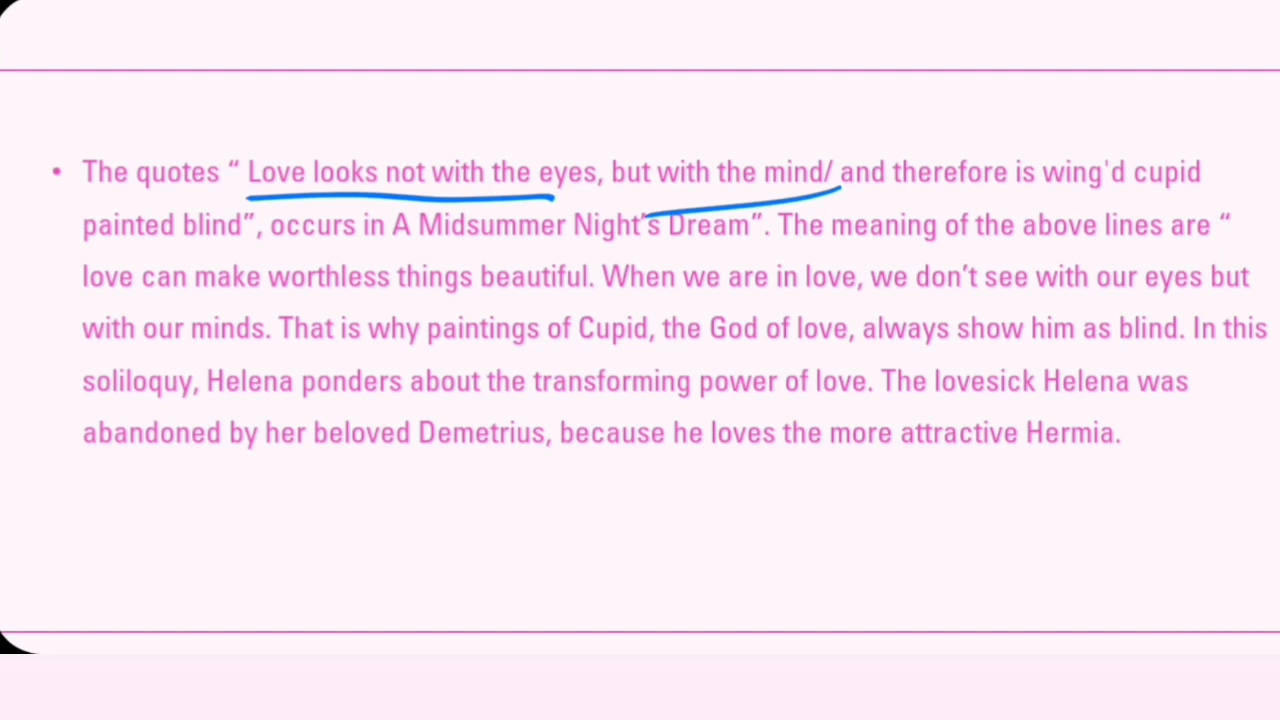 • The quotes “ Love looks not with the eyes, but with the mind/ and therefore is wing'd cupid
painted blind”, occurs in A Midsummer Night’s Dream”. The meaning of the above lines are “
love can make worthless things beautiful. When we are in love, we don’t see with our eyes but
with our minds. That is why paintings of Cupid, the God of love, always show him as blind. In this
soliloquy, Helena ponders about the transforming power of love. The lovesick Helena was
abandoned by her beloved Demetrius, because he loves the more attractive Hermia.